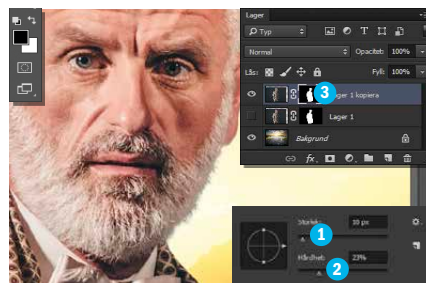 Lager
Typ
Normal
Opacitet: 100%
Lås:
Fyll: 100%
3
Lager 1 kopiera
Lager 1
Bakgrund
fx.
Storlek: 10 px
1
Hårdhet: 23%
2